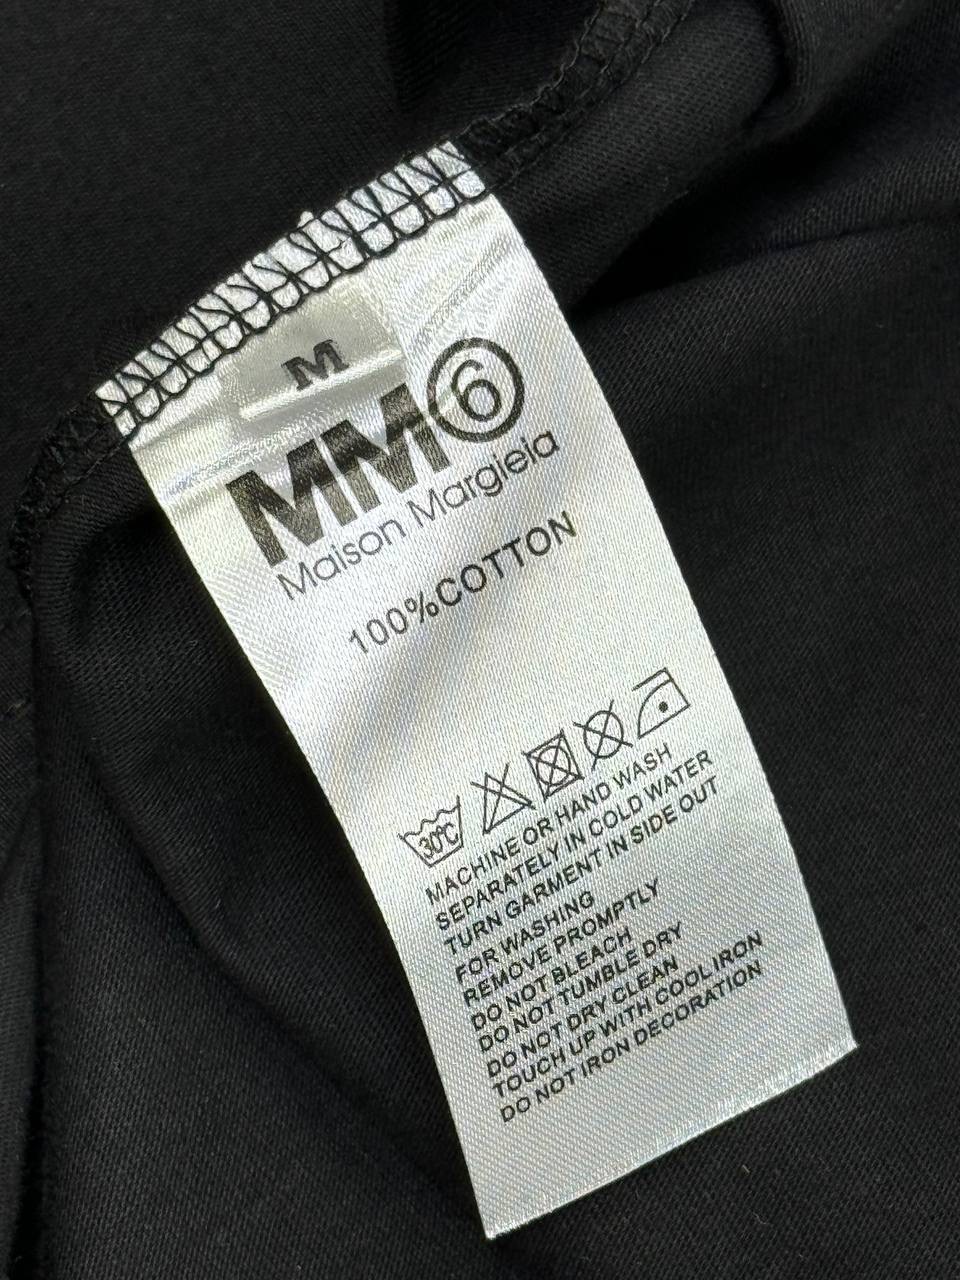 M
MM6
Maison Margiela
100%COTTON
30℃
MACHINE OR HAND WASH
SEPARATELY IN COLD WATER
TURN GARMENT IN SIDE OUT
FOR WASHING
REMOVE PROMPTLY
DO NOT BLEACH
DO NOT TUMBLE DRY
DO NOT DRY CLEAN
TOUCH UP WITH COOL IRON
DO NOT IRON DECORATION